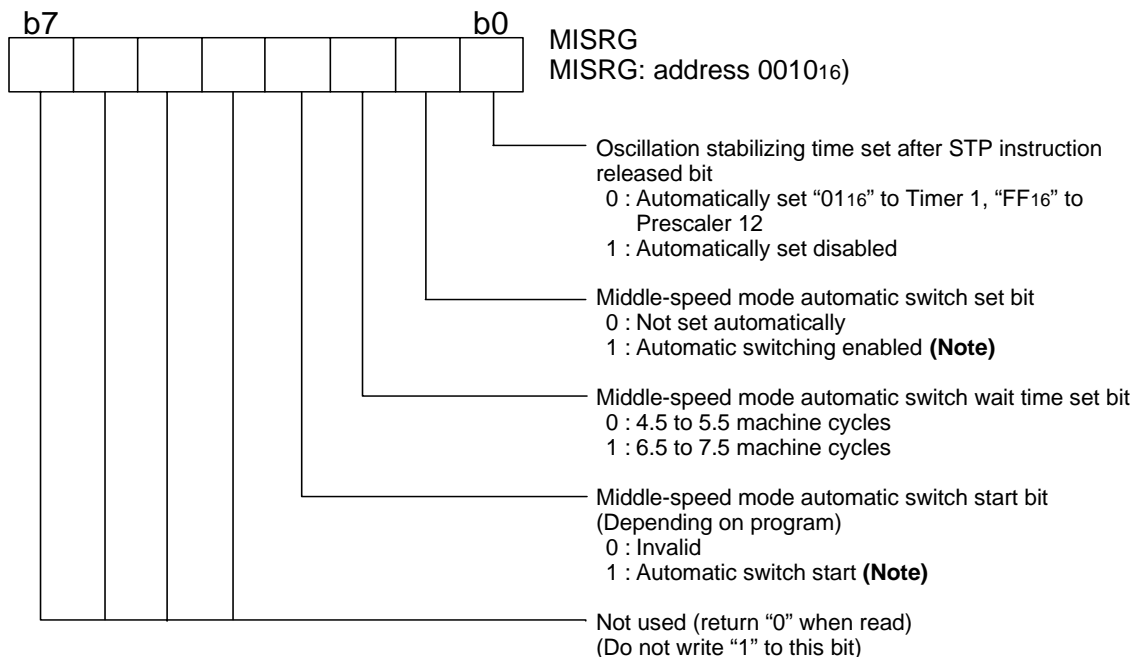 b7 b0
MISRG
MISRG: address 001016)
Oscillation stabilizing time set after STP instruction
released bit
0 : Automatically set “0116” to Timer 1, “FF16” to
Prescaler 12
1 : Automatically set disabled
Middle-speed mode automatic switch set bit
0 : Not set automatically
1 : Automatic switching enabled (Note)
Middle-speed mode automatic switch wait time set bit
0 : 4.5 to 5.5 machine cycles
1 : 6.5 to 7.5 machine cycles
Middle-speed mode automatic switch start bit
(Depending on program)
0 : Invalid
1 : Automatic switch start (Note)
Not used (return “0” when read)
(Do not write “1” to this bit)